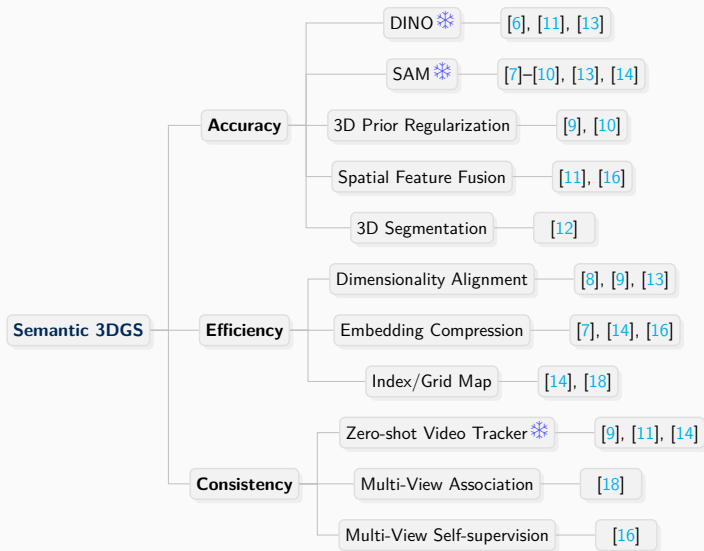 DINO [6], [11], [13]
SAM [7]–[10], [13], [14]
Accuracy 3D Prior Regularization [9], [10]
Spatial Feature Fusion [11], [16]
3D Segmentation [12]
Dimensionality Alignment [8], [9], [13]
Semantic 3DGS Efficiency Embedding Compression [7], [14], [16]
Index/Grid Map [14], [18]
Zero-shot Video Tracker [9], [11], [14]
Consistency Multi-View Association [18]
Multi-View Self-supervision [16]